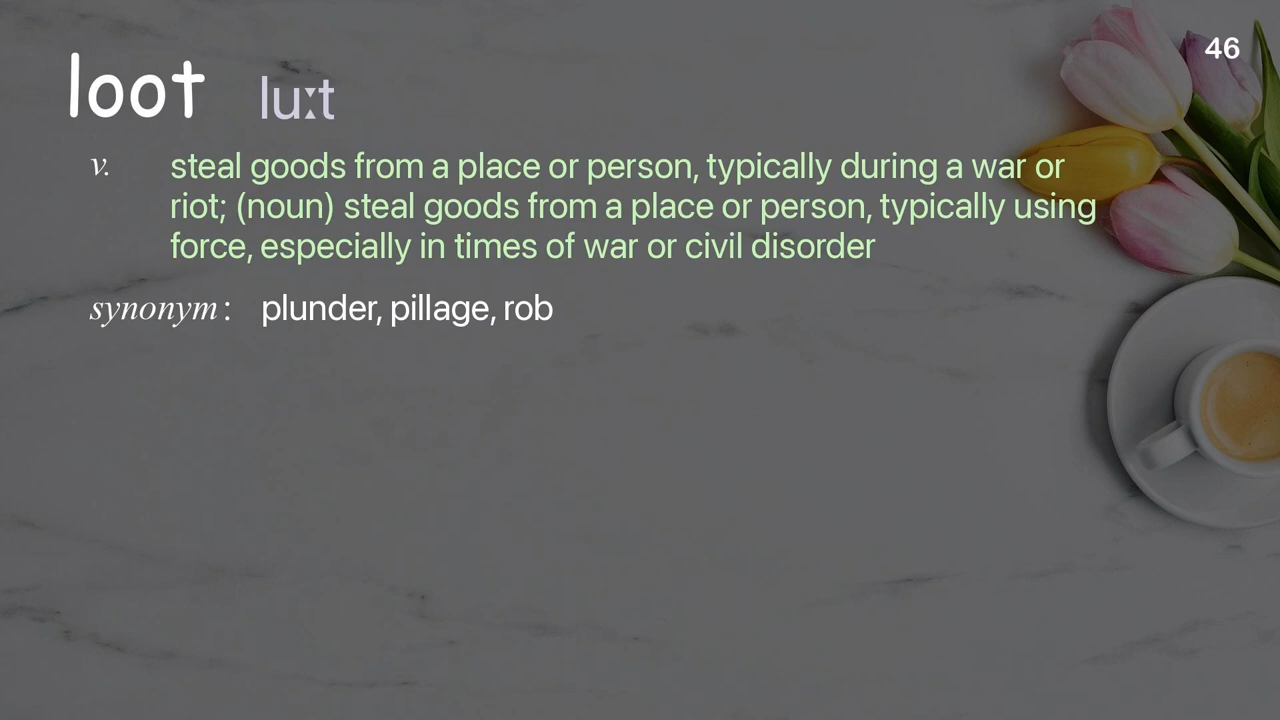 46
loot luːt
v. steal goods from a place or person, typically during a war or
riot; (noun) steal goods from a place or person, typically using
force, especially in times of war or civil disorder
synonym: plunder, pillage, rob